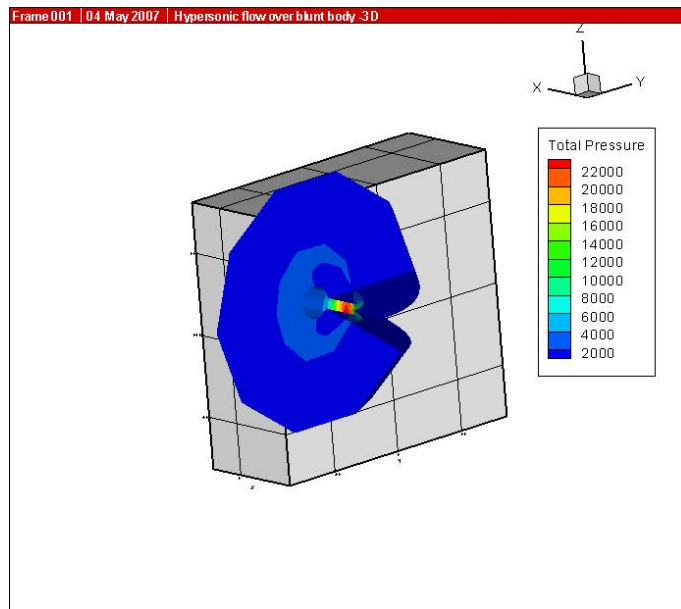 Frame 001 | 04 May 2007 | Hypersonic flow over blunt body -3D
Z
X
Y
Total Pressure
22000
20000
18000
16000
14000
12000
10000
8000
6000
4000
2000